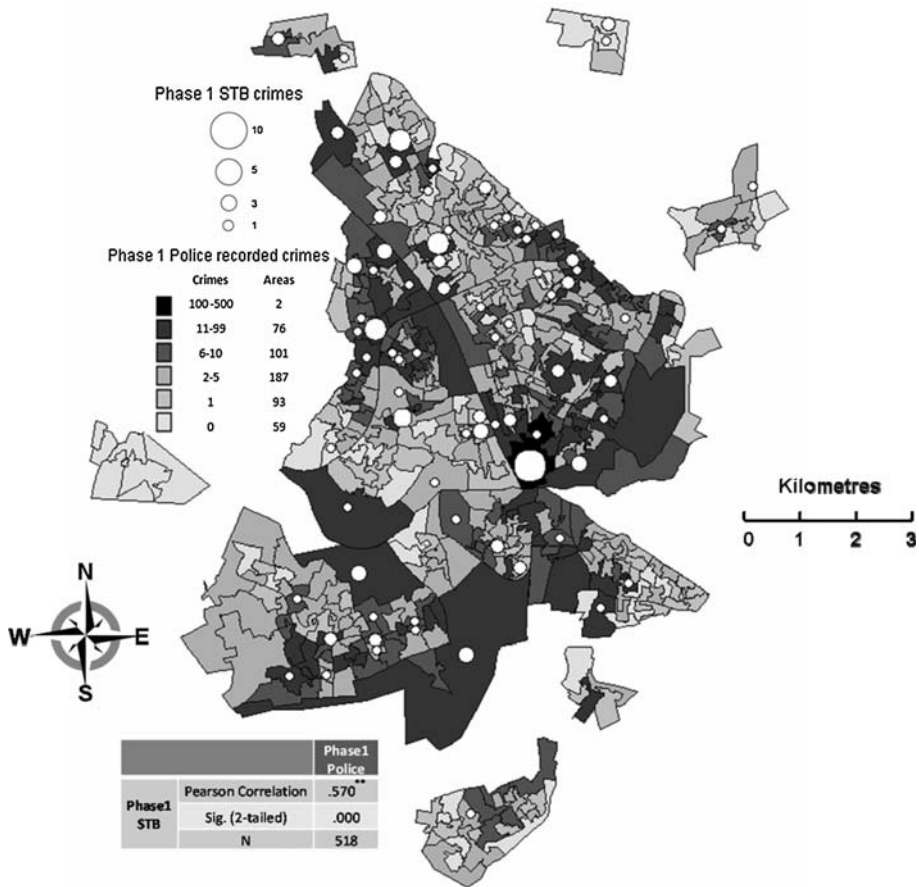 Phase 1 STB crimes
10
5
3
1
Phase 1 Police recorded crimes
Crimes Areas
100-500 2
11-99 76
6-10 101
2-5 187
1 93
0 59
Kilometres
0 1 2 3
N
W E
S
Phase1
Police
Phase1
STB
Pearson Correlation .570**
Sig. (2-tailed) .000
N 518